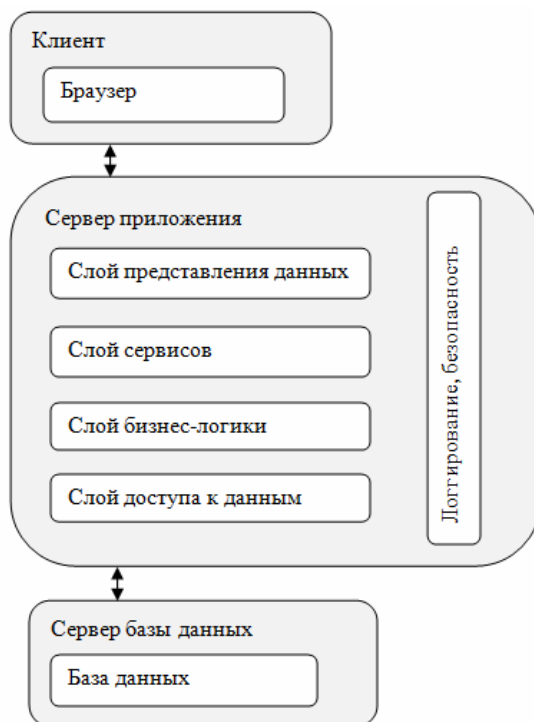 Клиент
Браузер
Сервер приложения
Слой представления данных
Слой сервисов
Слой бизнес-логики
Слой доступа к данным
Логгирование, безопасность
Сервер базы данных
База данных